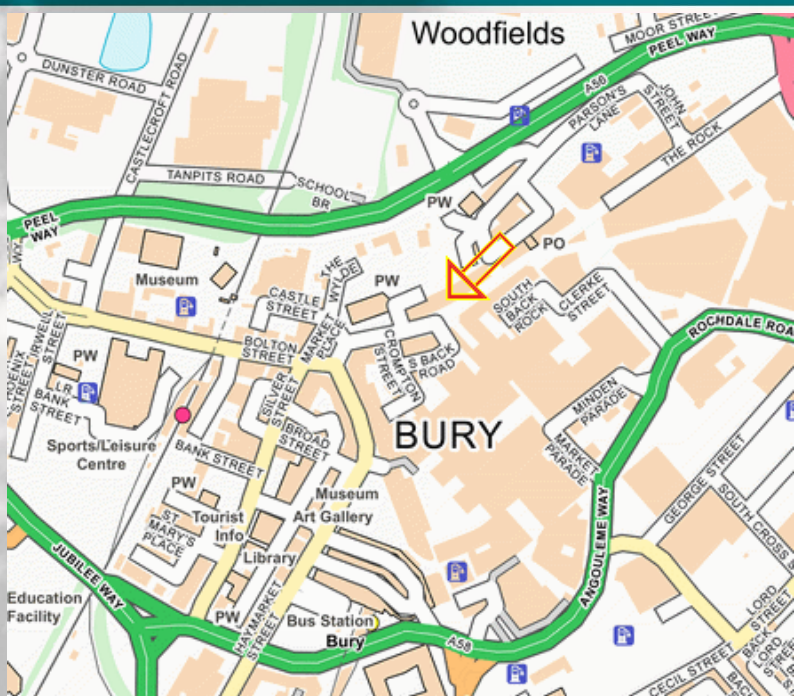 Woodfields
MOOR STREET
PEEL WAY
DUNSTER ROAD
CASTLECROFT ROAD
A56
PARSON'S
LANE
JOHN
STREET
THE ROCK
TANPITS ROAD
SCHOOL
BR
PW
PEEL
WAY
PO
Museum
THE
WYLDE
PW
CASTLE
STREET
MARKET
PLACE
SOUTH
BACK
ROCK
CLERKE
STREET
ROCHDALE ROA
IRWELL
STREET
BOLTON
STREET
CROMPTON
STREET
S BACK
ROAD
PW
LR
BANK
STREET
SILVER
STREET
MINDEN
PARADE
BURY
BROAD
STREET
MARKET
PARADE
Sports/Leisure
Centre
BANK STREET
GEORGE STREET
PW
Museum
Art Gallery
SOUTH CROSS S
ST
MARY'S
PLACE
Tourist
Info
ANGOULEME WAY
Library
JUBILEE WAY
Education
Facility
PW
HAYMARKET
STREET
Bus Station
Bury
A58
LORD
STREET
BACK
LORD
ECIL STREET